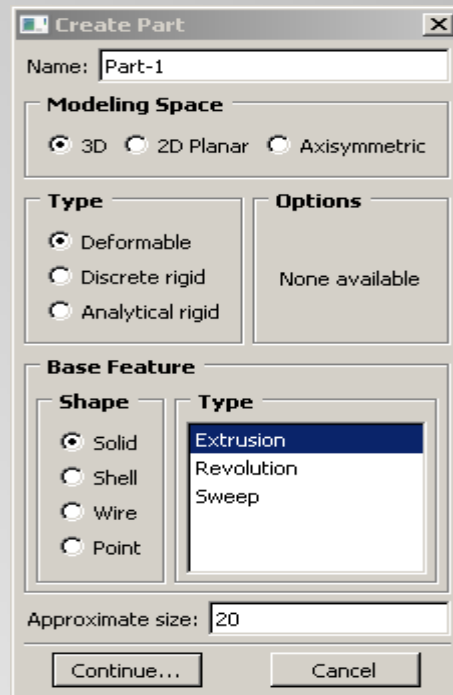 Create Part
Name: Part-1
Modeling Space
3D 2D Planar Axisymmetric
Type
Deformable
Discrete rigid
Analytical rigid
Options
None available
Base Feature
Shape
Solid
Shell
Wire
Point
Type
Extrusion
Revolution
Sweep
Approximate size: 20
Continue... Cancel